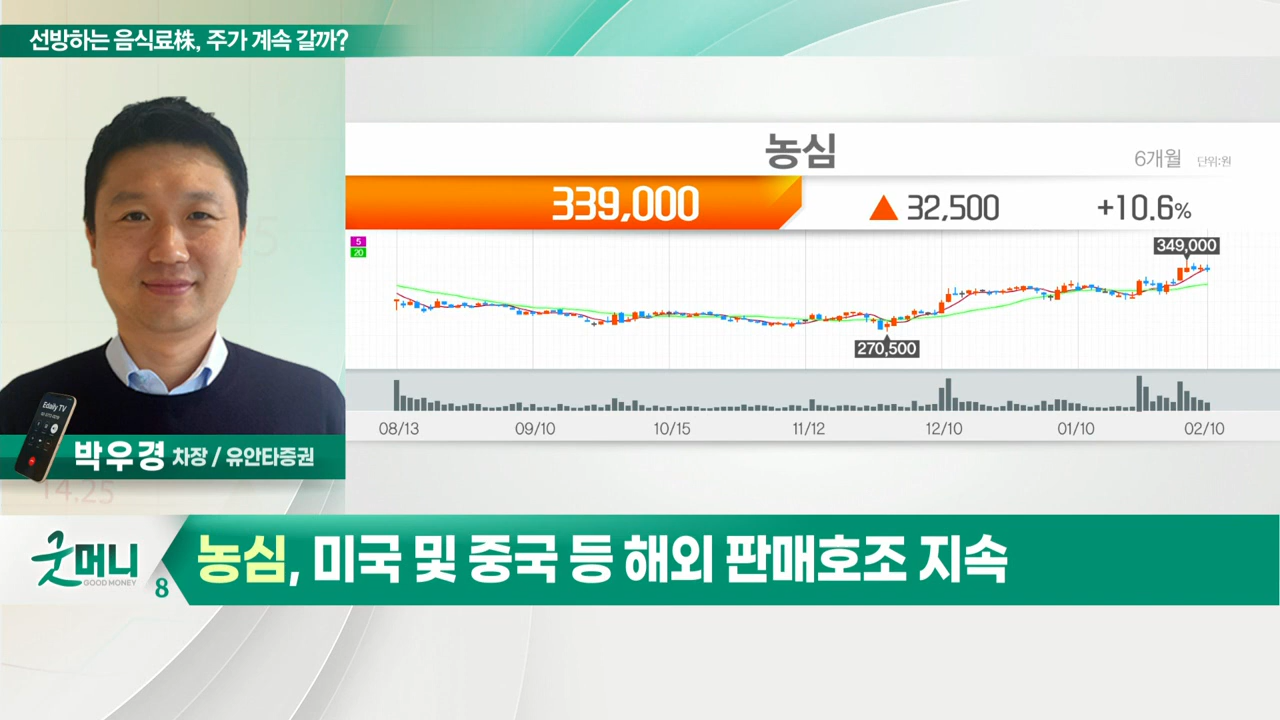 선방하는 음식료株, 주가 계속 갈까?
농심
6개월 단위:원
339,000 ▲ 32,500 +10.6%
5
20
349,000
270,500
08/13 09/10 10/15 11/12 12/10 01/10 02/10
Edaily TV
박우경 차장 / 유안타증권
14.25
굿머니
GOOD MONEY
8
농심, 미국 및 중국 등 해외 판매호조 지속